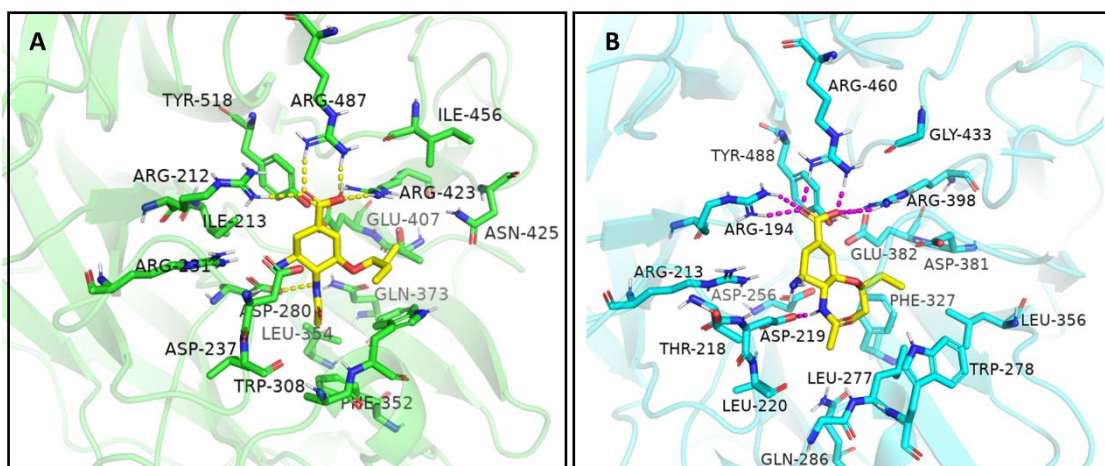 A
TYR-518
ARG-487
ILE-456
ARG-212
ARG-423
ILE-213
GLU-407
ASN-425
ARG-231
GLN-373
ASP-280
LEU-354
ASP-237
TRP-308
PHE-352
B
ARG-460
GLY-433
TYR-488
ARG-398
ARG-194
GLU-382
ASP-381
ARG-213
ASP-256
PHE-327
LEU-356
THR-218
ASP-219
LEU-277
TRP-278
LEU-220
GLN-286